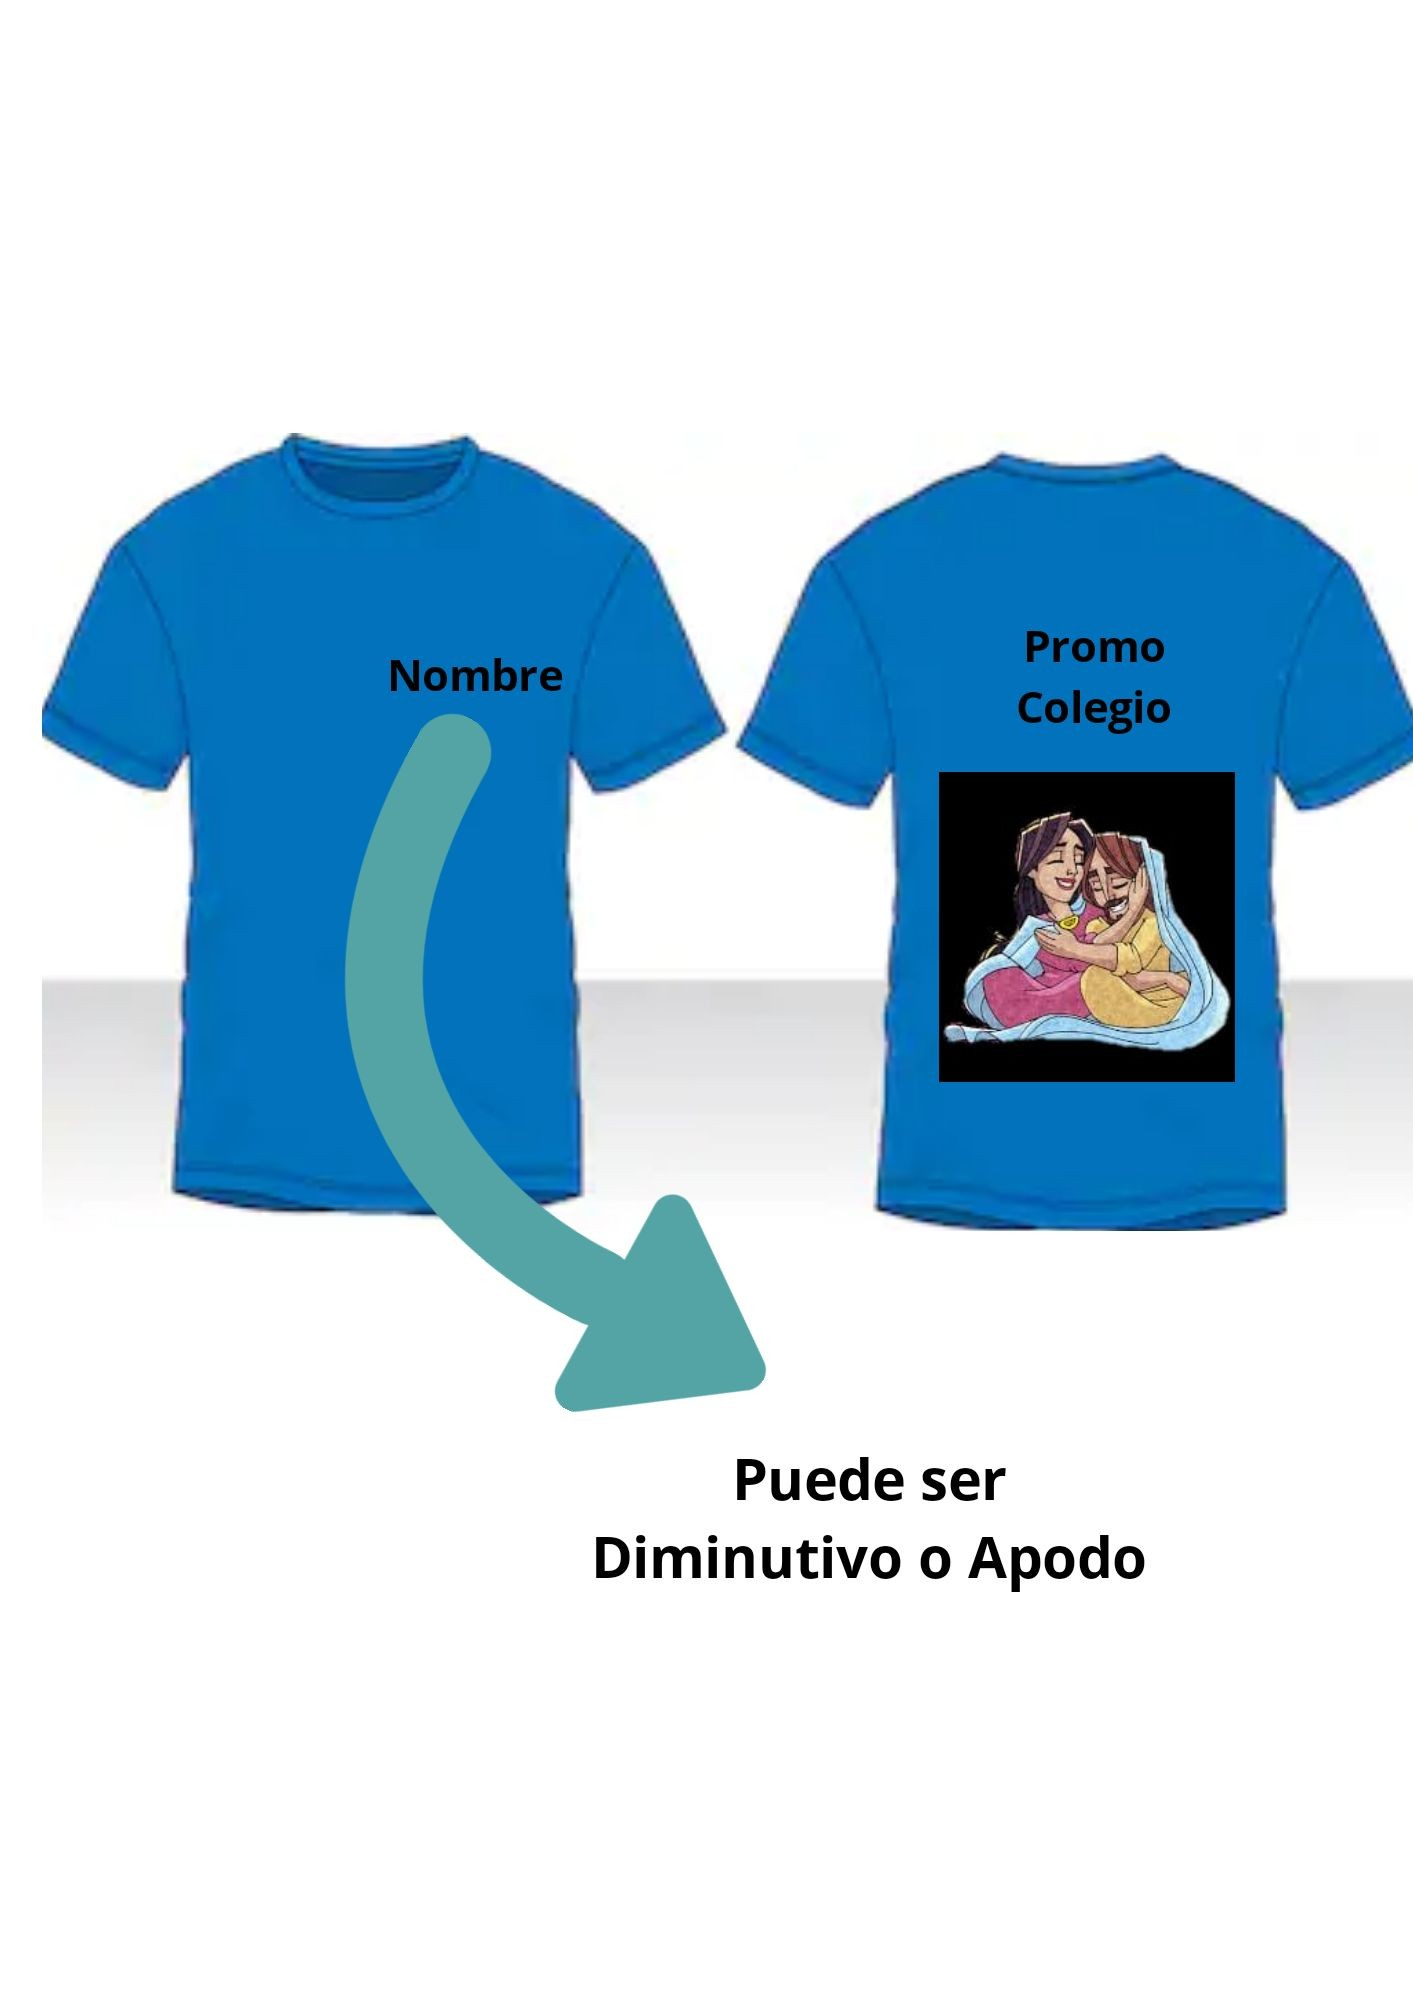 Nombre
Promo
Colegio
Puede ser
Diminutivo o Apodo